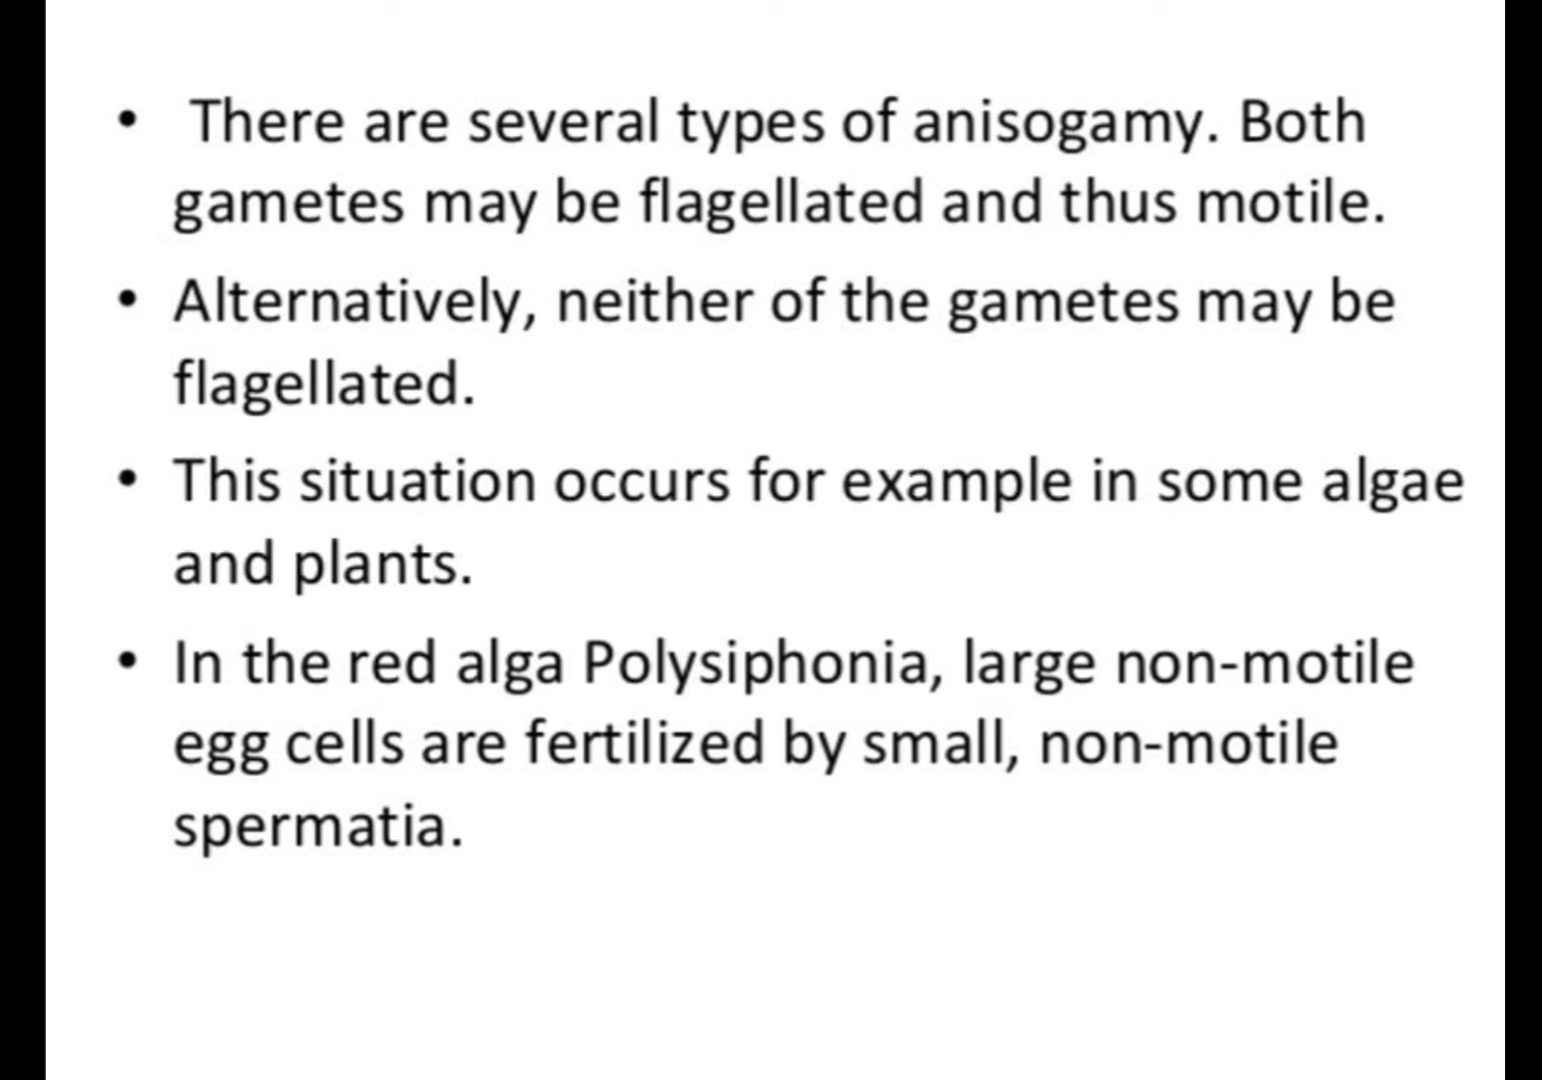 • There are several types of anisogamy. Both
gametes may be flagellated and thus motile.
• Alternatively, neither of the gametes may be
flagellated.
• This situation occurs for example in some algae
and plants.
• In the red alga Polysiphonia, large non-motile
egg cells are fertilized by small, non-motile
spermatia.